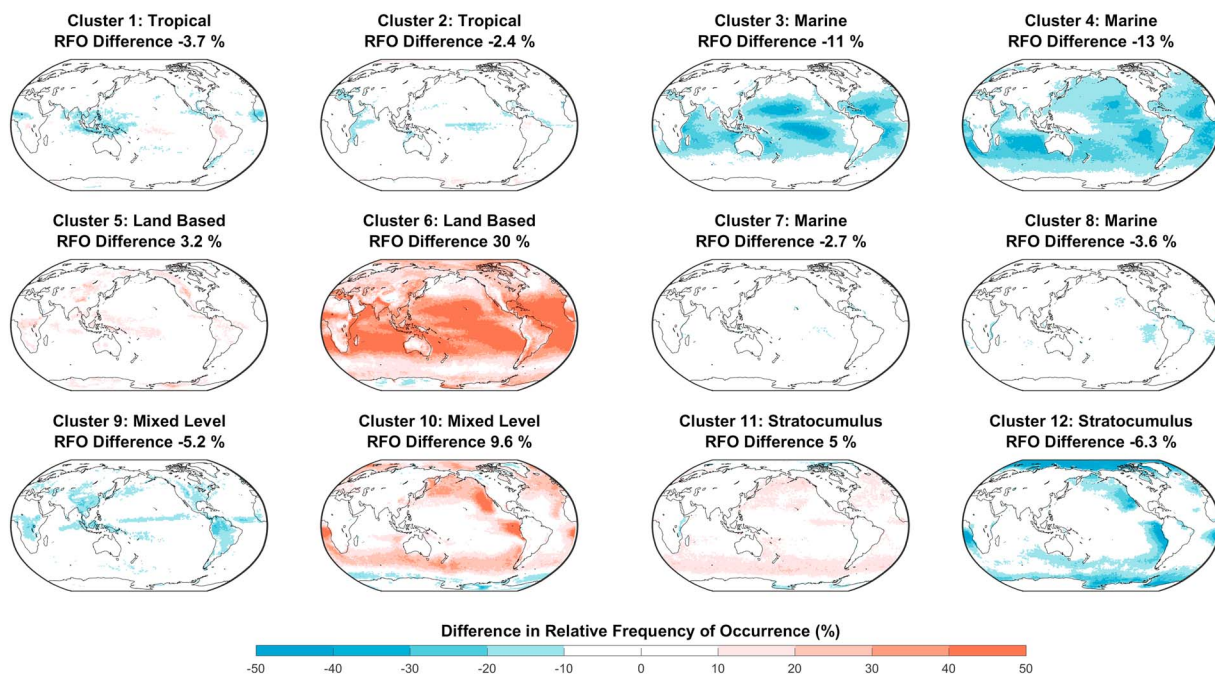 Cluster 1: Tropical
RFO Difference -3.7 %
Cluster 2: Tropical
RFO Difference -2.4 %
Cluster 3: Marine
RFO Difference -11 %
Cluster 4: Marine
RFO Difference -13 %
Cluster 5: Land Based
RFO Difference 3.2 %
Cluster 6: Land Based
RFO Difference 30 %
Cluster 7: Marine
RFO Difference -2.7 %
Cluster 8: Marine
RFO Difference -3.6 %
Cluster 9: Mixed Level
RFO Difference -5.2 %
Cluster 10: Mixed Level
RFO Difference 9.6 %
Cluster 11: Stratocumulus
RFO Difference 5 %
Cluster 12: Stratocumulus
RFO Difference -6.3 %
Difference in Relative Frequency of Occurrence (%)
-50 -40 -30 -20 -10 0 10 20 30 40 50